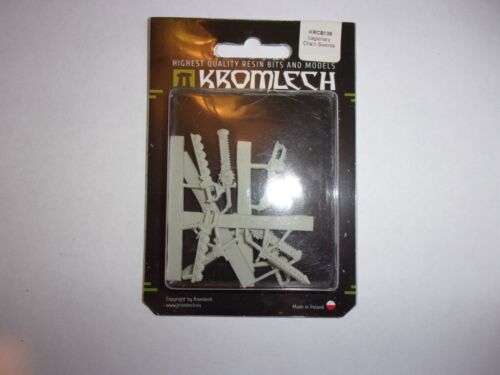 KRCB138
Legionary
Chain Swords
HIGHEST QUALITY RESIN BITS AND MODELS
KROMLECH
Copyright by Kromlech
www.kromlech.eu
Made in Poland